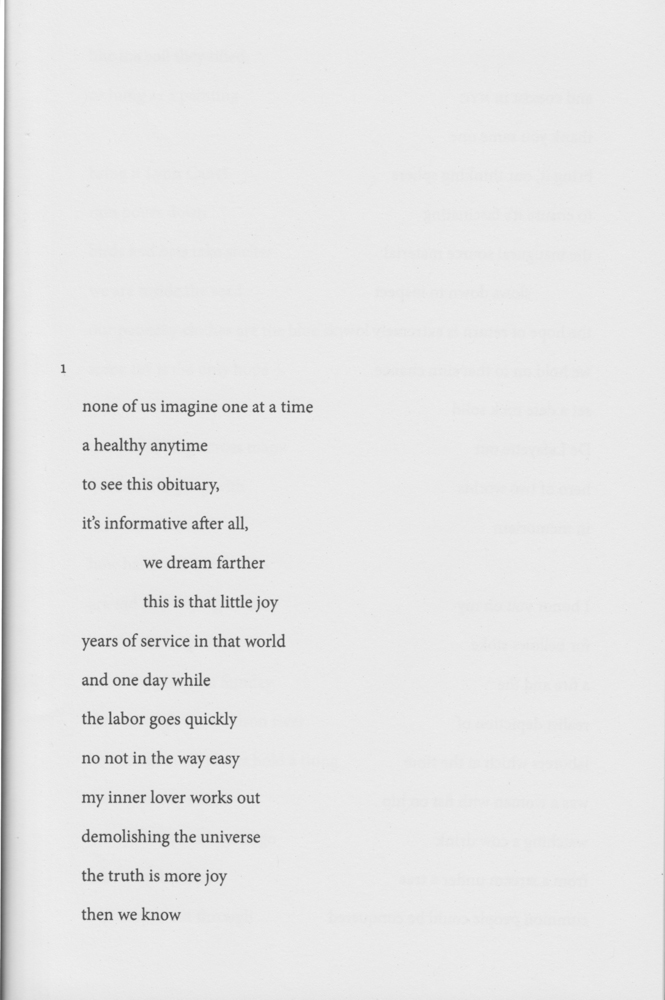 1
none of us imagine one at a time
a healthy anytime
to see this obituary,
it's informative after all,
we dream farther
this is that little joy
years of service in that world
and one day while
the labor goes quickly
no not in the way easy
my inner lover works out
demolishing the universe
the truth is more joy
then we know